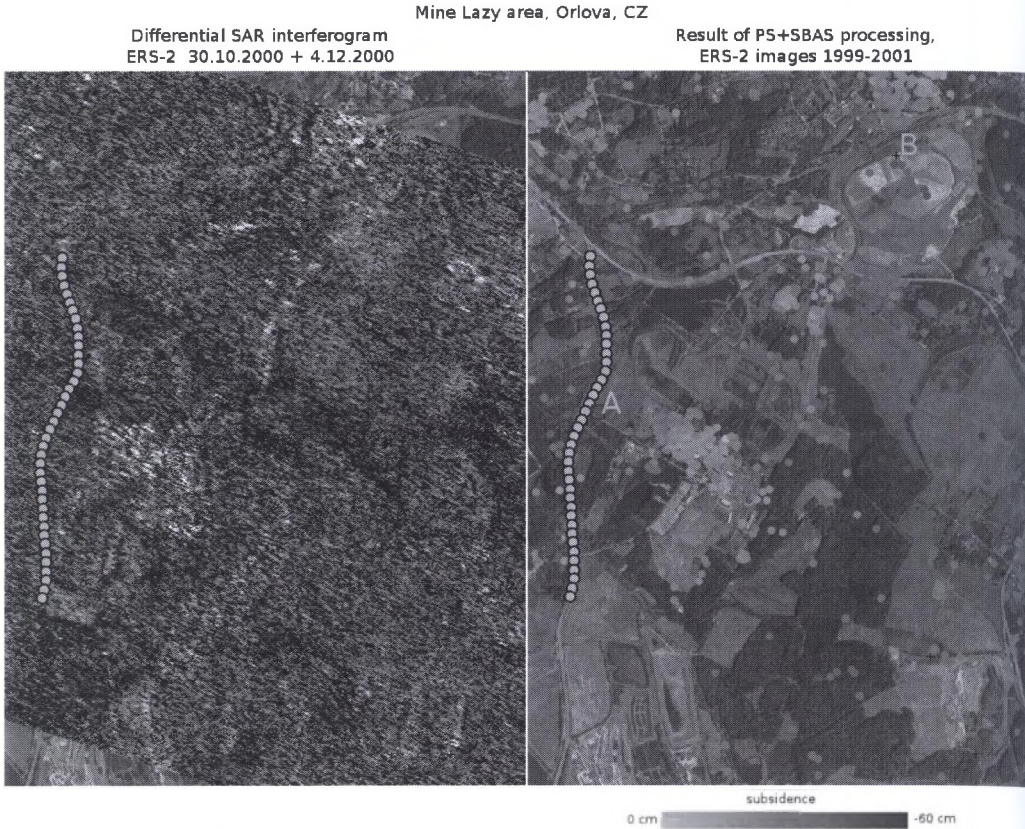 Mine Lazy area, Orlova, CZ
Differential SAR interferogram
ERS-2 30.10.2000 + 4.12.2000
Result of PS+SBAS processing,
ERS-2 images 1999-2001
B
A
subsidence
0 cm
-60 cm